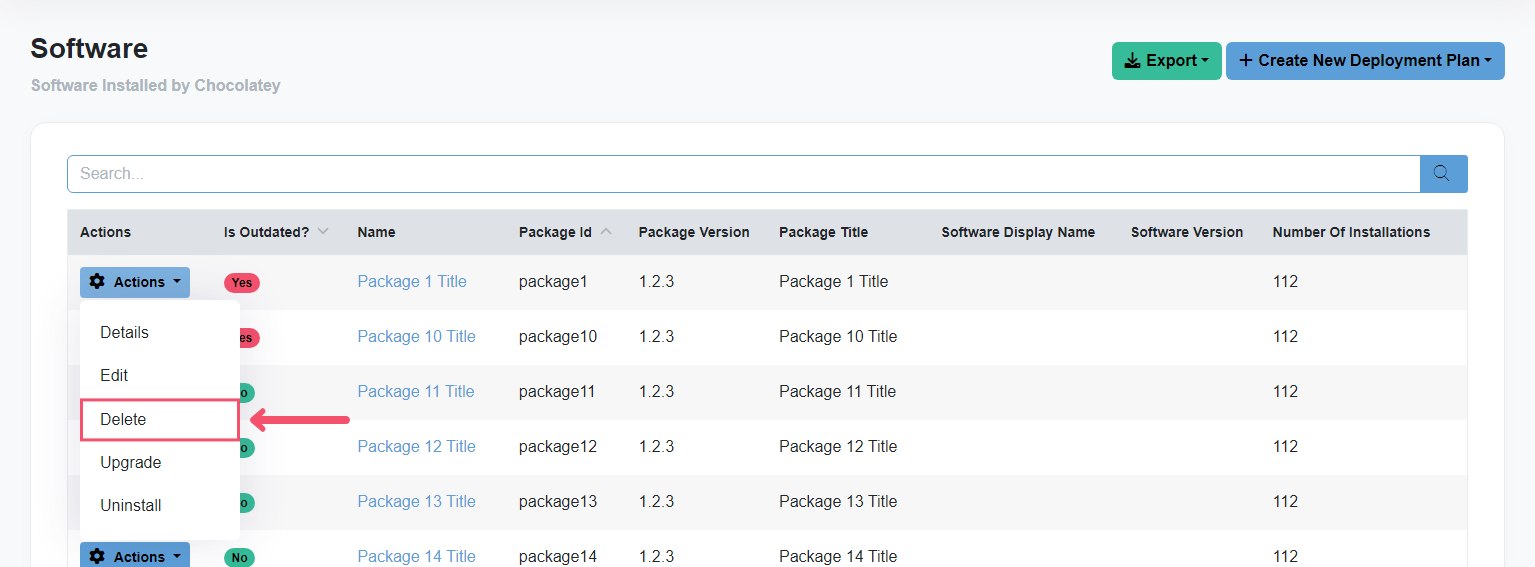 Software
Software Installed by Chocolatey
Export
+ Create New Deployment Plan
Search...
Actions Is Outdated? Name Package Id Package Version Package Title Software Display Name Software Version Number Of Installations
Actions Yes Package 1 Title package1 1.2.3 Package 1 Title 112
Details
es Package 10 Title package10 1.2.3 Package 10 Title 112
Edit
o Package 11 Title package11 1.2.3 Package 11 Title 112
Delete
o Package 12 Title package12 1.2.3 Package 12 Title 112
Upgrade
o Package 13 Title package13 1.2.3 Package 13 Title 112
Uninstall
Actions No Package 14 Title package14 1.2.3 Package 14 Title 112